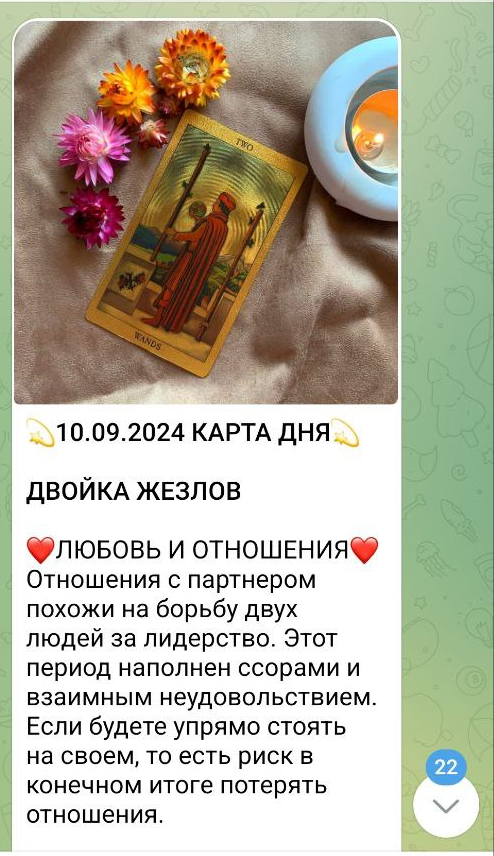 TWO
WANDS
💫10.09.2024 КАРТА ДНЯ💫
ДВОЙКА ЖЕЗЛОВ
❤️ЛЮБОВЬ И ОТНОШЕНИЯ❤️
Отношения с партнером
похожи на борьбу двух
людей за лидерство. Этот
период наполнен ссорами и
взаимным неудовольствием.
Если будете упрямо стоять
на своем, то есть риск в
конечном итоге потерять
отношения.
22